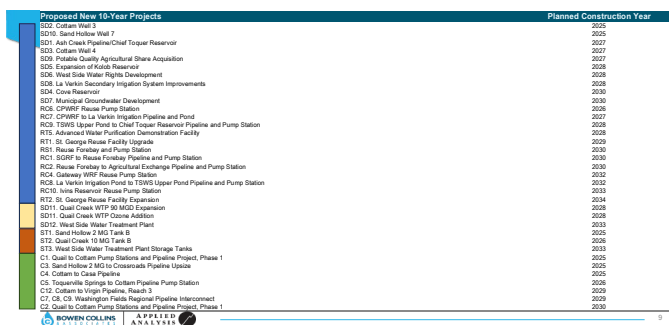 Proposed New 10-Year Projects Planned Construction Year
SD2. Cottam Well 3 2025
SD10. Sand Hollow Well 7 2025
SD1. Ash Creek Pipeline/Chief Toquer Reservoir 2027
SD3. Cottam Well 4 2027
SD9. Potable Quality Agricultural Share Acquisition 2027
SD5. Expansion of Kolob Reservoir 2028
SD6. West Side Water Rights Development 2028
SD8. La Verkin Secondary Irrigation System Improvements 2028
SD4. Cove Reservoir 2030
SD7. Municipal Groundwater Development 2030
RC6. CPWRF Reuse Pump Station 2026
RC7. CPWRF to La Verkin Irrigation Pipeline and Pond 2027
RC9. TSWS Upper Pond to Chief Toquer Reservoir Pipeline and Pump Station 2028
RT5. Advanced Water Purification Demonstration Facility 2028
RT1. St. George Reuse Facility Upgrade 2029
RS1. Reuse Forebay and Pump Station 2030
RC1. SGRF to Reuse Forebay Pipeline and Pump Station 2030
RC2. Reuse Forebay to Agricultural Exchange Pipeline and Pump Station 2030
RC4. Gateway WRF Reuse Pump Station 2032
RC8. La Verkin Irrigation Pond to TSWS Upper Pond Pipeline and Pump Station 2032
RC10. Ivins Reservoir Reuse Pump Station 2033
RT2. St. George Reuse Facility Expansion 2034
SD11. Quail Creek WTP 90 MGD Expansion 2028
SD11. Quail Creek WTP Ozone Addition 2028
SD12. West Side Water Treatment Plant 2033
ST1. Sand Hollow 2 MG Tank B 2025
ST2. Quail Creek 10 MG Tank B 2026
ST3. West Side Water Treatment Plant Storage Tanks 2033
C1. Quail to Cottam Pump Stations and Pipeline Project, Phase 1 2025
C3. Sand Hollow 2 MG to Crossroads Pipeline Upsize 2025
C4. Cottam to Casa Pipeline 2025
C5. Toquerville Springs to Cottam Pipeline Pump Station 2026
C12. Cottam to Virgin Pipeline, Reach 3 2029
C7, C8, C9. Washington Fields Regional Pipeline Interconnect 2029
C2. Quail to Cottam Pump Stations and Pipeline Project, Phase 1 2030
BOWEN COLLINS & ASSOCIATES
APPLIED ANALYSIS
9